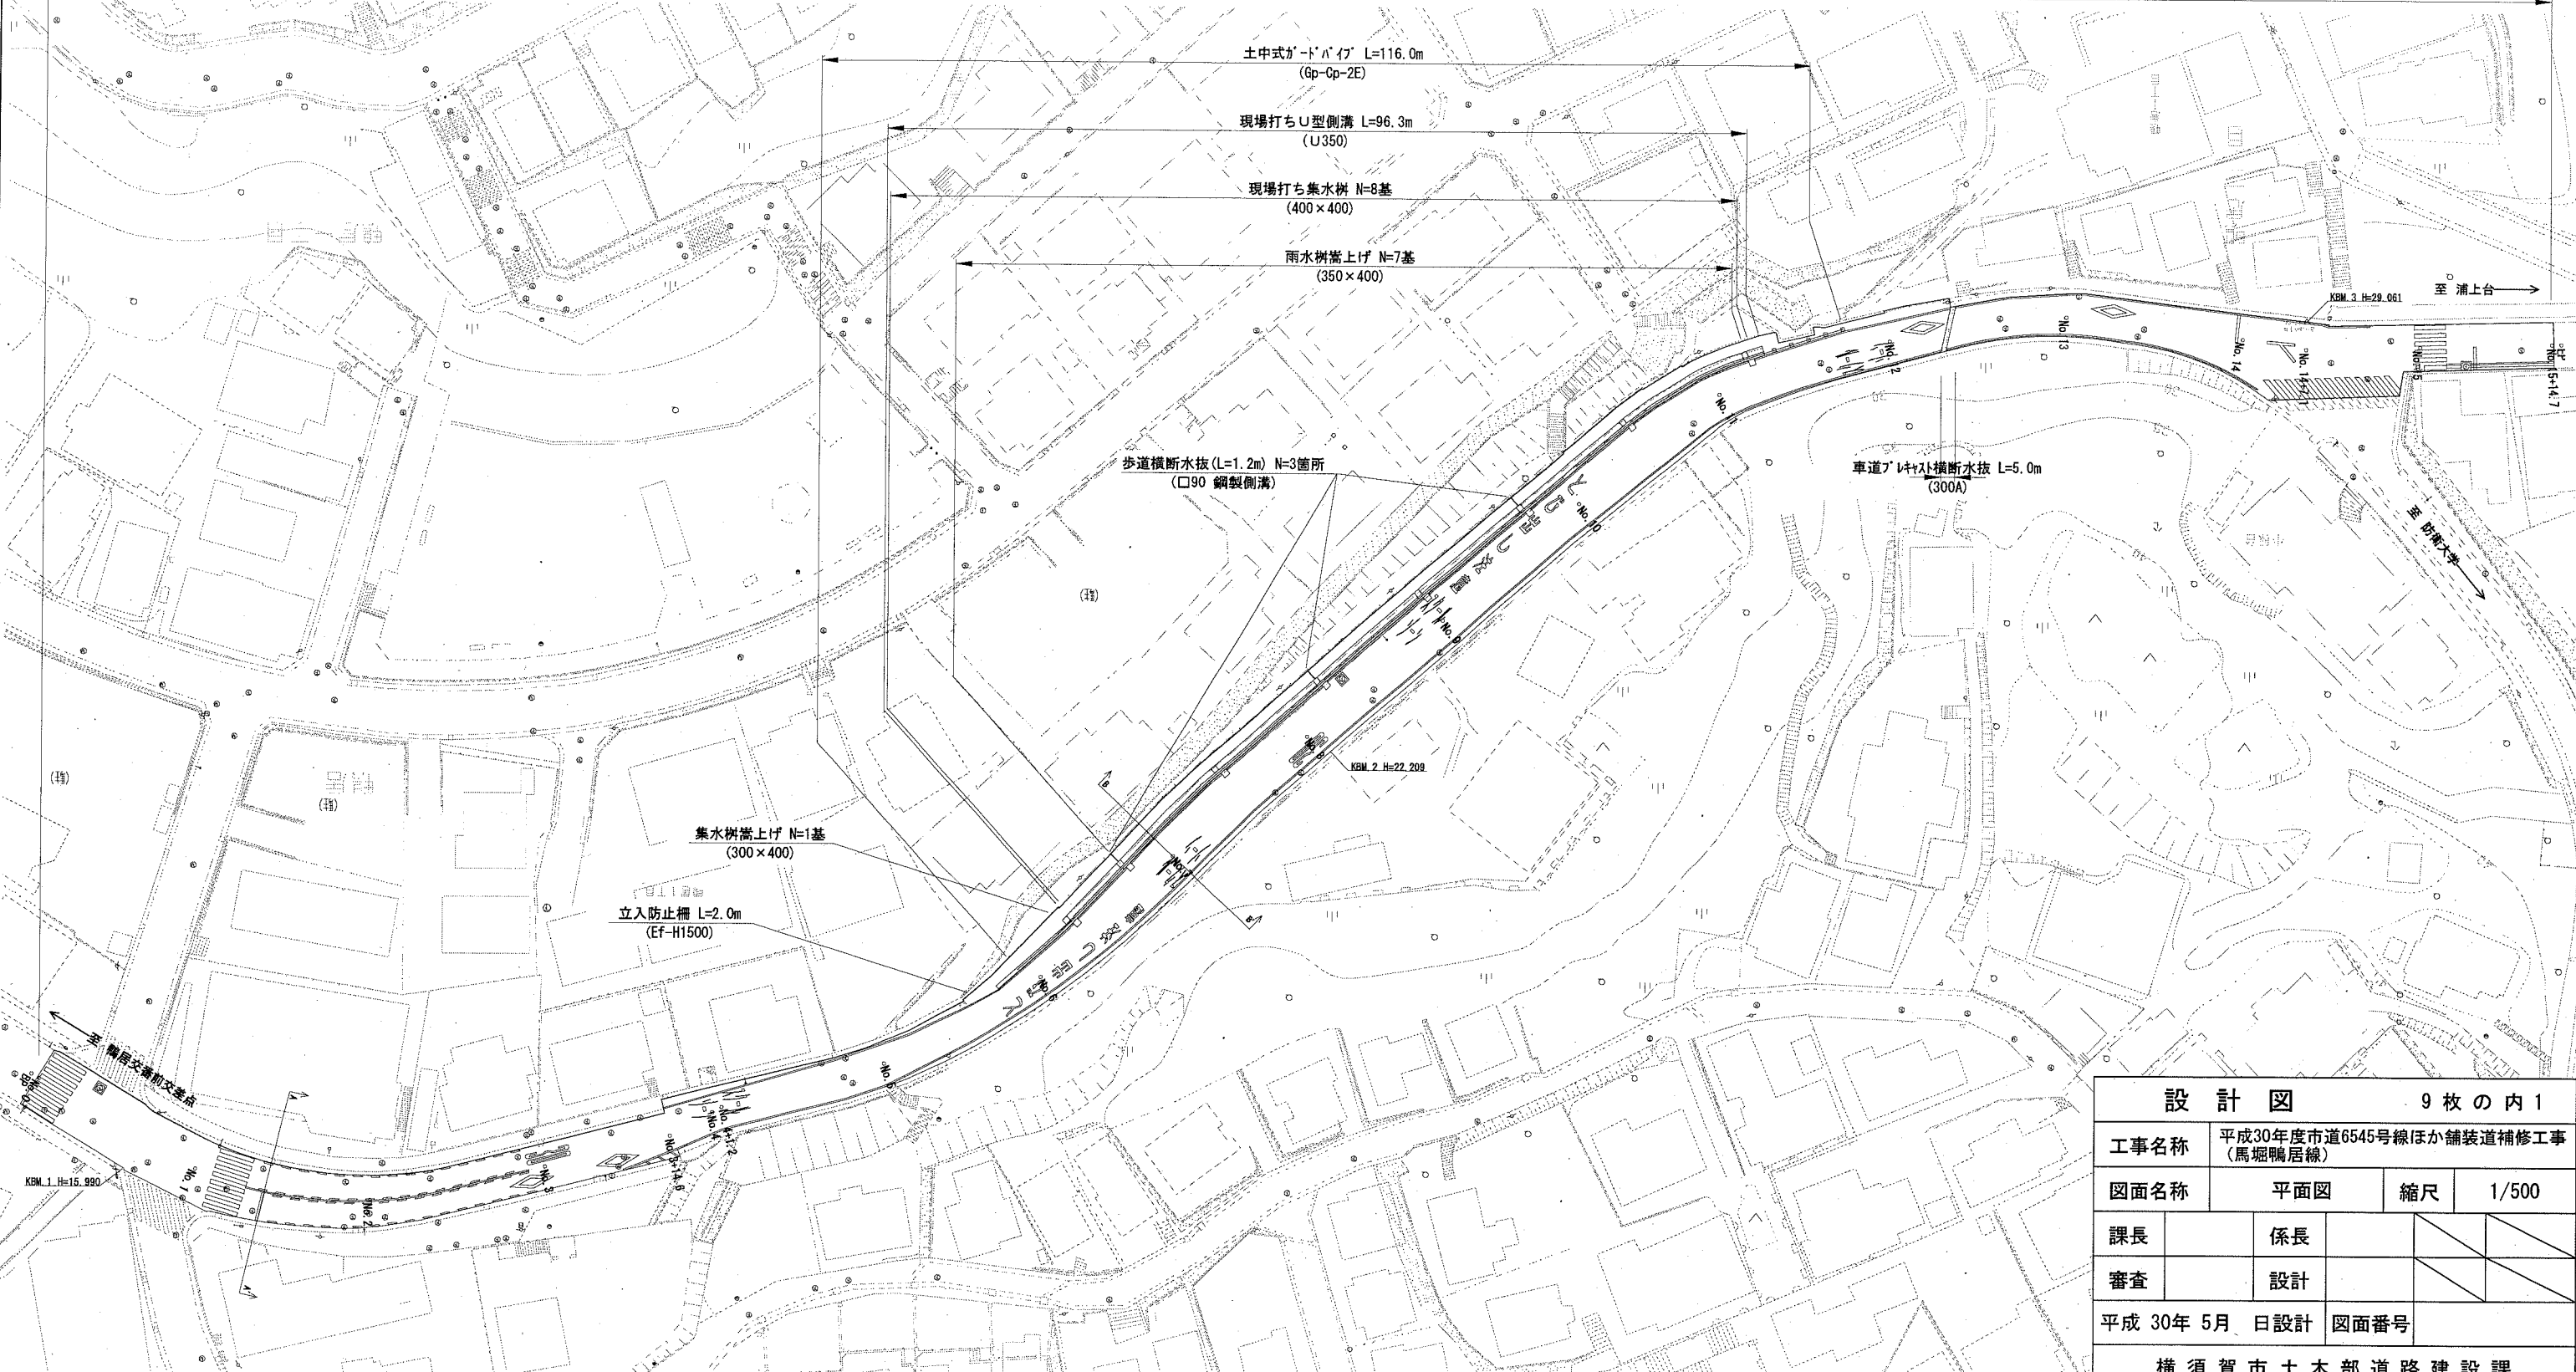 土中式ガードパイプ L=116.0m
(Gp-Cp-2E)
現場打ちU型側溝 L=96.3m
(U350)
現場打ち集水桝 N=8基
(400×400)
雨水桝嵩上げ N=7基
(350×400)
KBM.3 H=29.061
至 浦上台
No.12
No.13
No.14
No.15
No.15+14.7
歩道横断水抜(L=1.2m) N=3箇所
(□90 鋼製側溝)
車道プレキャスト横断水抜 L=5.0m
(300A)
至 防衛大学
No.10
No.9
KBM.2 H=22.209
集水桝嵩上げ N=1基
(300×400)
立入防止柵 L=2.0m
(Ef-H1500)
B
B
No.6
No.5
至 鴨居交番前交差点
A
A
KBM.1 H=15.990
No.1
No.2
No.3
No.3+14.6
No.4
No.4+1.2
設計図 9枚の内1
工事名称 平成30年度市道6545号線ほか舗装道補修工事
(馬堀鴨居線)
図面名称 平面図 縮尺 1/500
課長 係長
審査 設計
平成 30年 5月 日設計 図面番号
横須賀市土木部道路建設課